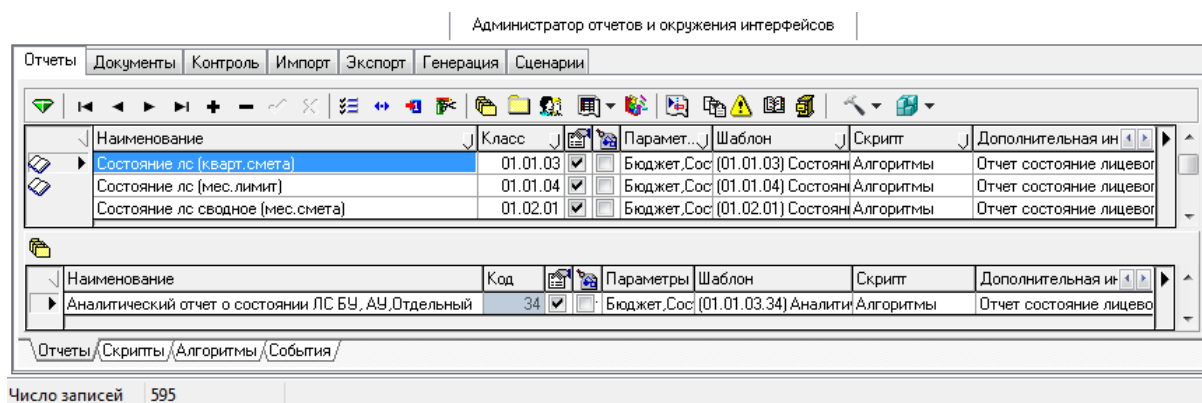 Администратор отчетов и окружения интерфейсов
Отчеты Документы Контроль Импорт Экспорт Генерация Сценарии
Наименование Класс Парамет... Шаблон Скрипт Дополнительная ин
Состояние лс (кварт.смета) 01.01.03 Бюджет,Сос (01.01.03) Состояни Алгоритмы Отчет состояние лицевог
Состояние лс (мес.лимит) 01.01.04 Бюджет,Сос (01.01.04) Состояни Алгоритмы Отчет состояние лицевог
Состояние лс сводное (мес.смета) 01.02.01 Бюджет,Сос (01.02.01) Состояни Алгоритмы Отчет состояние лицевог
Наименование Код Параметры Шаблон Скрипт Дополнительная ин
Аналитический отчет о состоянии ЛС БУ, АУ,Отдельный 34 Бюджет,Сос (01.01.03.34) Аналити Алгоритмы Отчет состояние лицево
Отчеты Скрипты Алгоритмы События
Число записей 595